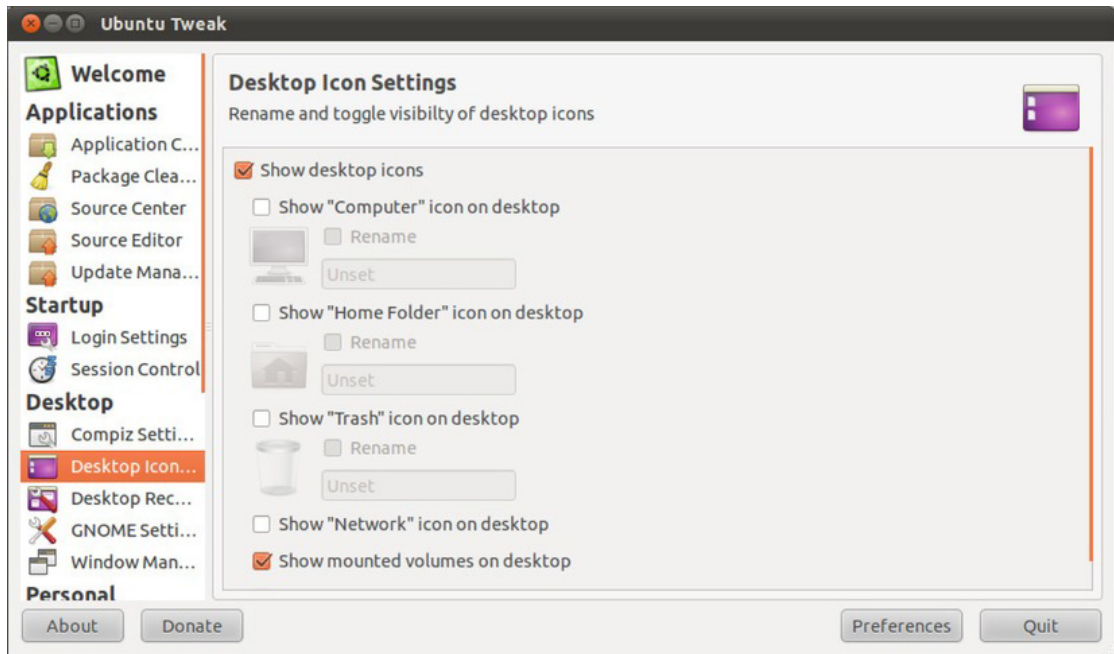 Ubuntu Tweak
Welcome
Applications
Application C...
Package Clea...
Source Center
Source Editor
Update Mana...
Startup
Login Settings
Session Control
Desktop
Compiz Setti...
Desktop Icon...
Desktop Rec...
GNOME Setti...
Window Man...
Personal
Desktop Icon Settings
Rename and toggle visibilty of desktop icons
Show desktop icons
Show "Computer" icon on desktop
Rename
Unset
Show "Home Folder" icon on desktop
Rename
Unset
Show "Trash" icon on desktop
Rename
Unset
Show "Network" icon on desktop
Show mounted volumes on desktop
About
Donate
Preferences
Quit